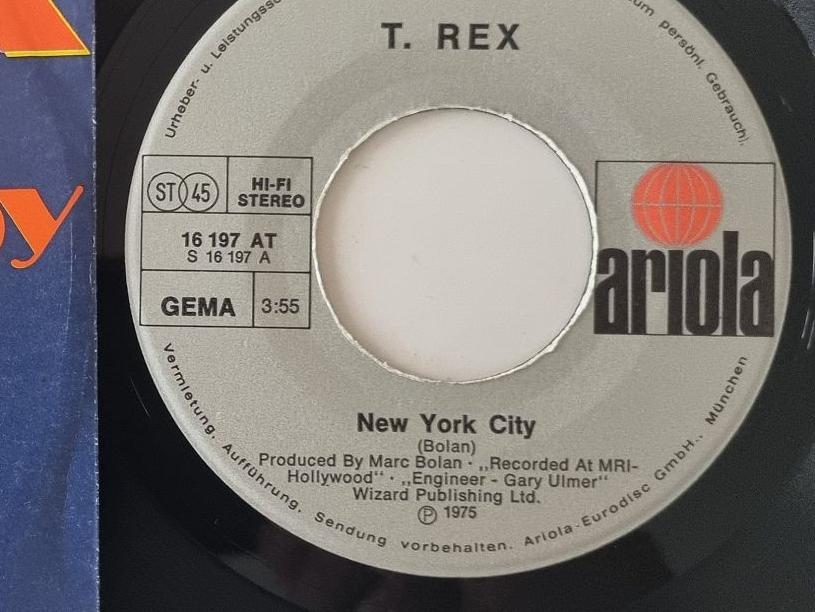 T. REX
Urheber- u. Leistungss
um persönl. Gebrauch).
ST 45
HI-FI
STEREO
16 197 AT
S 16 197 A
GEMA 3:55
ariola
New York City
(Bolan)
Produced By Marc Bolan · „Recorded At MRI-
Hollywood" · „Engineer - Gary Ulmer"
Wizard Publishing Ltd.
Ⓟ 1975
Vermietung. Aufführung. Sendung vorbehalten. Ariola-Eurodisc GmbH., München
y